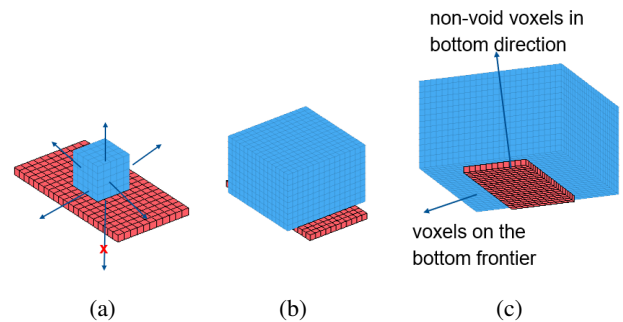 non-void voxels in
bottom direction
x
voxels on the
bottom frontier
(a)
(b)
(c)